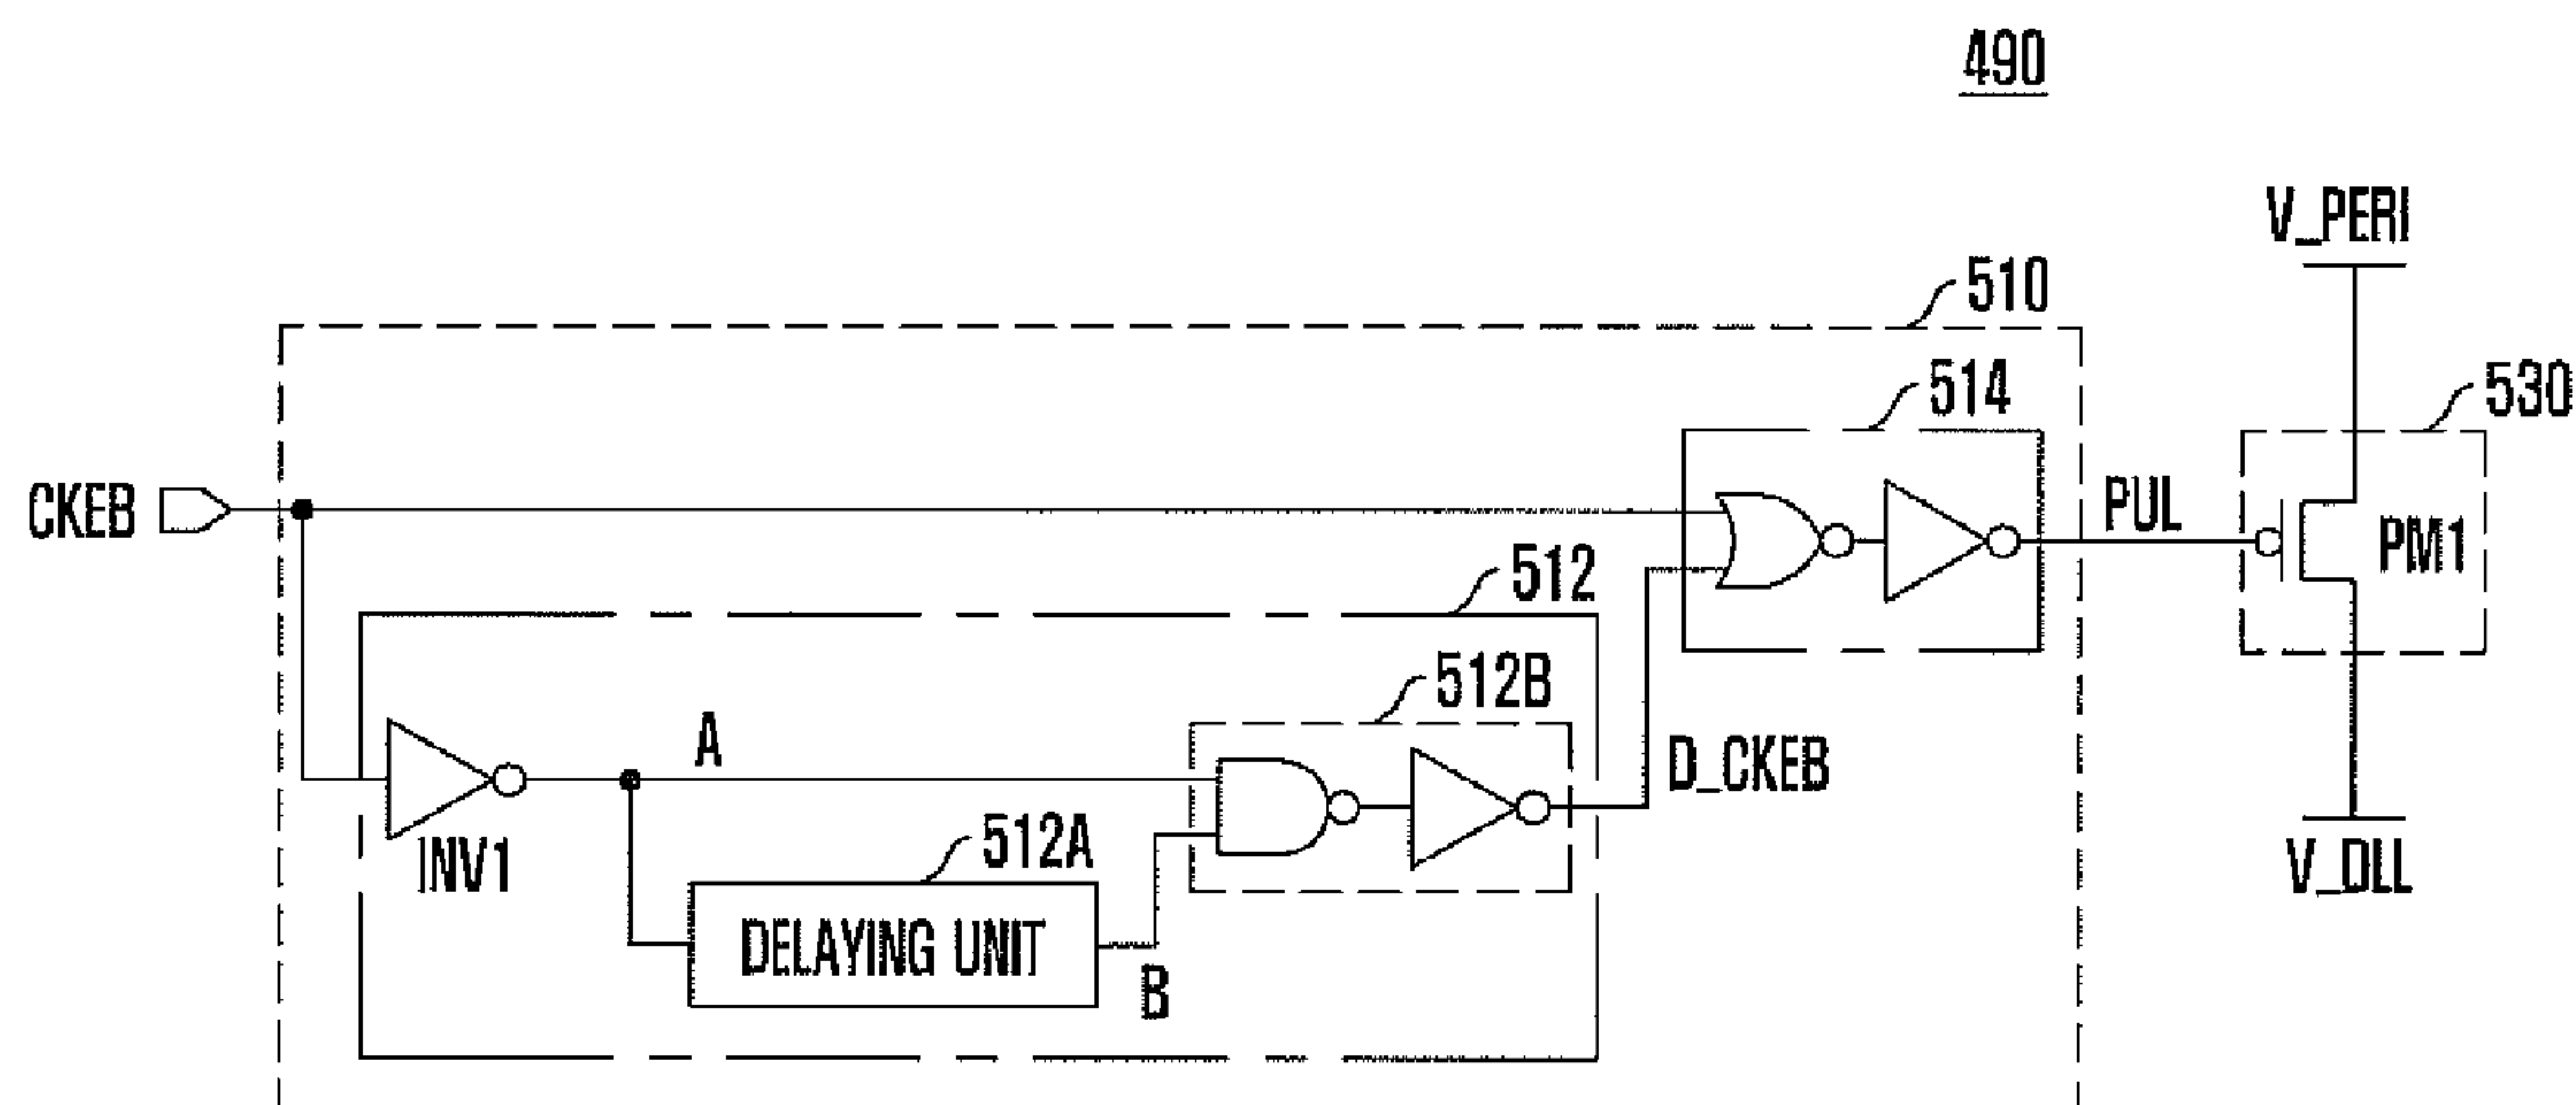 490
V_PERI
510
514
530
CKEB
PUL
PM1
512
512B
A
D_CKEB
INV1
512A
V_DLL
DELAYING UNIT
B